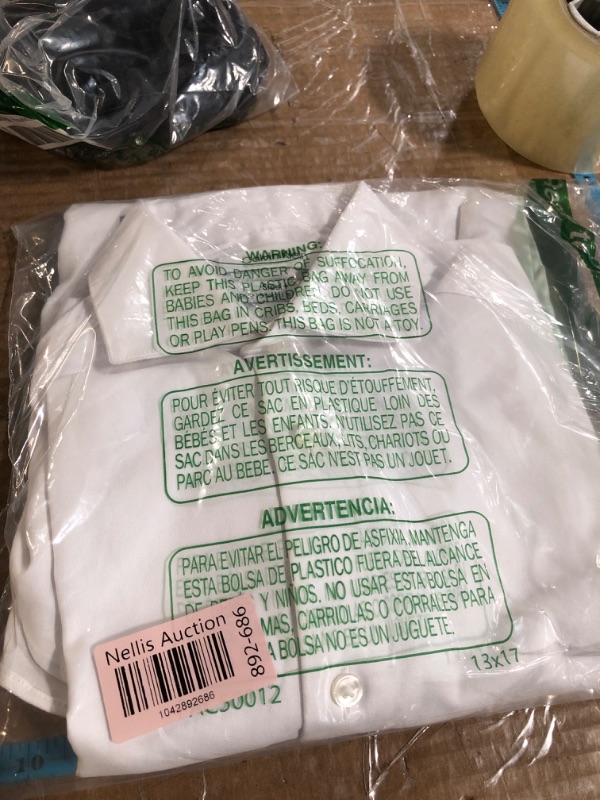 WARNING:
TO AVOID DANGER OF SUFFOCATION,
KEEP THIS PLASTIC BAG AWAY FROM
BABIES AND CHILDREN. DO NOT USE
THIS BAG IN CRIBS, BEDS, CARRIAGES
OR PLAY PENS. THIS BAG IS NOT A TOY.
AVERTISSEMENT:
POUR ÉVITER TOUT RISQUE D'ÉTOUFFEMENT,
GARDEZ CE SAC EN PLASTIQUE LOIN DES
BEBÉS ET LES ENFANTS. N'UTILISEZ PAS CE
SAC DANS LES BERCEAUX, LITS, CHARIOTS OU
PARC AU BEBE. CE SAC N'EST PAS UN JOUET.
ADVERTENCIA:
PARA EVITAR EL PELIGRO DE ASFIXIA, MANTENGA
ESTA BOLSA DE PLASTICO FUERA DEL ALCANCE
DE Y NIÑOS. NO USAR ESTA BOLSA EN
CARRIOLAS O CORRALES PARA
BOLSA NO ES UN JUGUETE.
13x17
Nellis Auction
892-686
1042892686
10